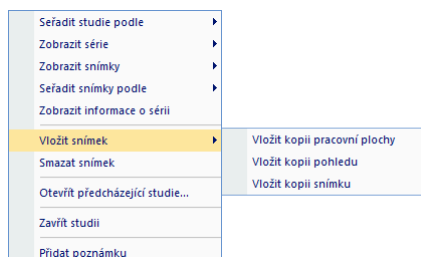 Seřadit studie podle
Zobrazit série
Zobrazit snímky
Seřadit snímky podle
Zobrazit informace o sérii
Vložit snímek
Vložit kopii pracovní plochy
Vložit kopii pohledu
Vložit kopii snímku
Smazat snímek
Otevřít předcházející studie...
Zavřít studii
Přidat poznámku